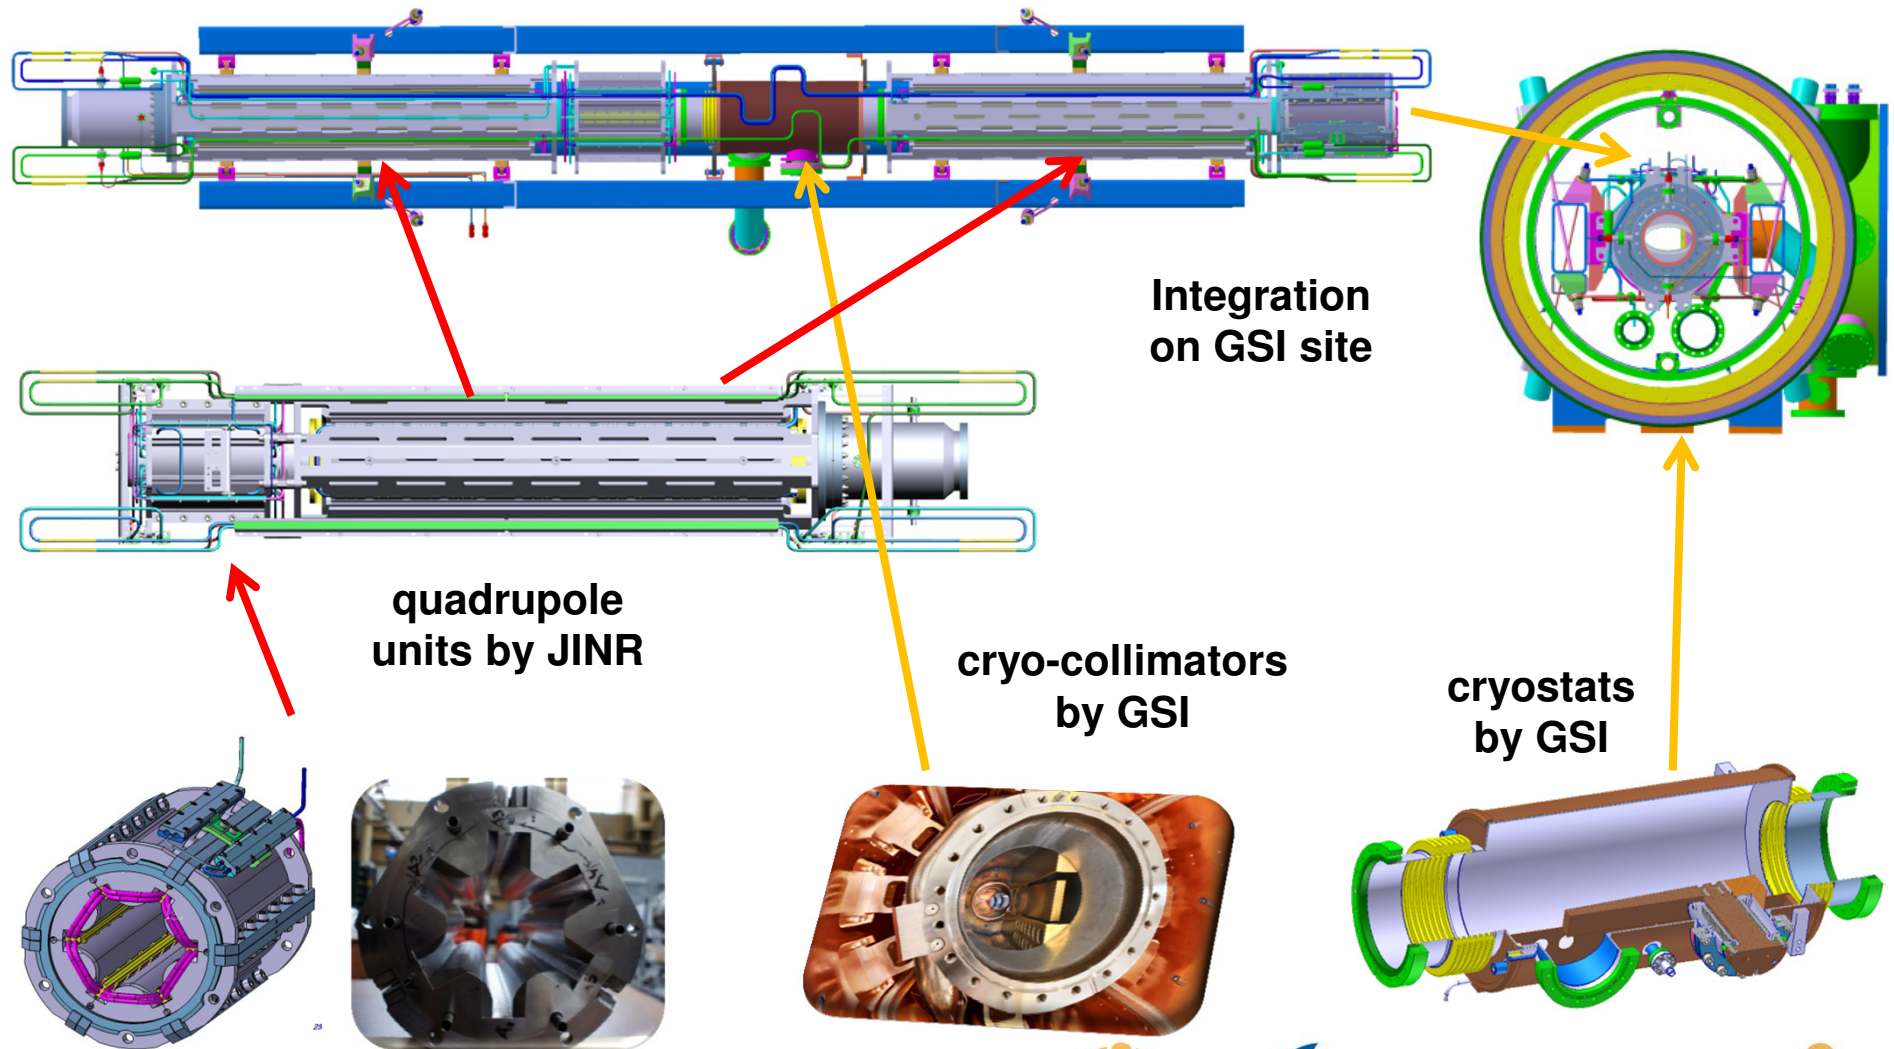 Integration
on GSI site
quadrupole
units by JINR
cryo-collimators
by GSI
cryostats
by GSI